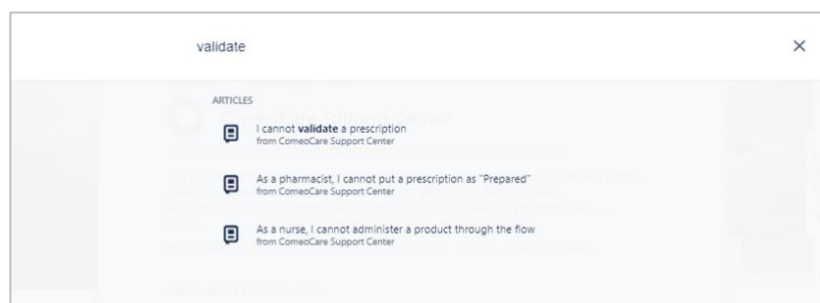 validate
ARTICLES
I cannot validate a prescription
from ComeoCare Support Center
As a pharmacist, I cannot put a prescription as "Prepared"
from ComeoCare Support Center
As a nurse, I cannot administer a product through the flow
from ComeoCare Support Center